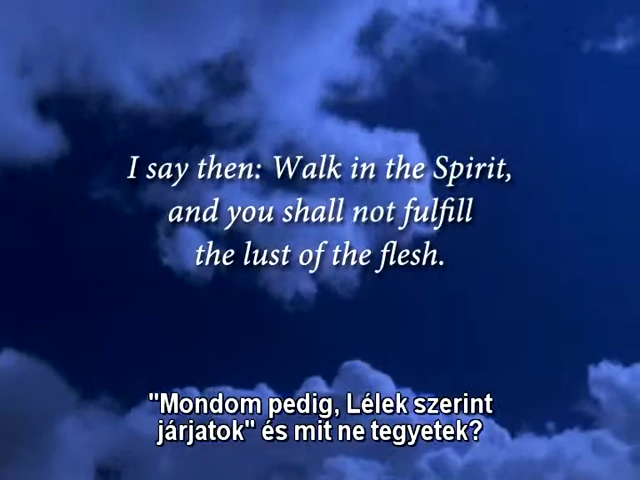 I say then: Walk in the Spirit,
and you shall not fulfill
the lust of the flesh.
"Mondom pedig, Lélek szerint
járjatok" és mit ne tegyetek?